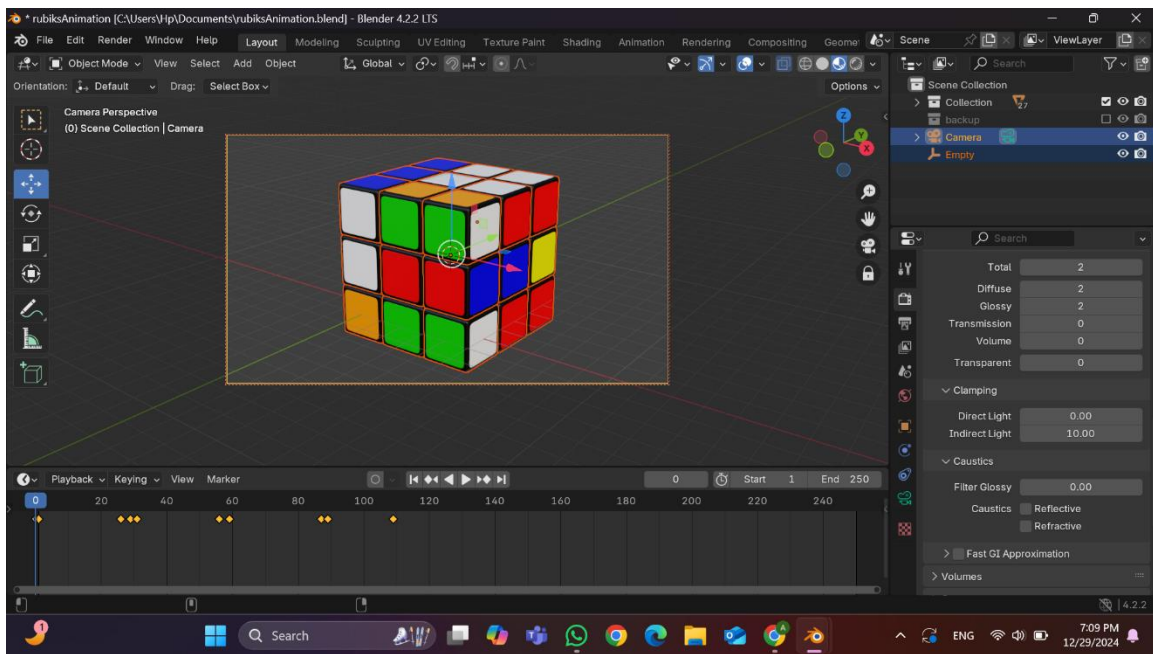 * rubiksAnimation [C:\Users\Hp\Documents\rubiksAnimation.blend] - Blender 4.2.2 LTS
File Edit Render Window Help Layout Modeling Sculpting UV Editing Texture Paint Shading Animation Rendering Compositing Geome Scene ViewLayer
Object Mode View Select Add Object Global Search
Orientation: Default Drag: Select Box Options
Scene Collection
Camera Perspective
(0) Scene Collection | Camera
Collection 27
backup
Camera
Empty
Z
Y
X
Search
Total 2
Diffuse 2
Glossy 2
Transmission 0
Volume 0
Transparent 0
Clamping
Direct Light 0.00
Indirect Light 10.00
Caustics
Filter Glossy 0.00
Caustics Reflective
Refractive
Fast GI Approximation
Volumes
Playback Keying View Marker 0 Start 1 End 250
0 20 40 60 80 100 120 140 160 180 200 220 240
4.2.2
1
Search
ENG
7:09 PM
12/29/2024